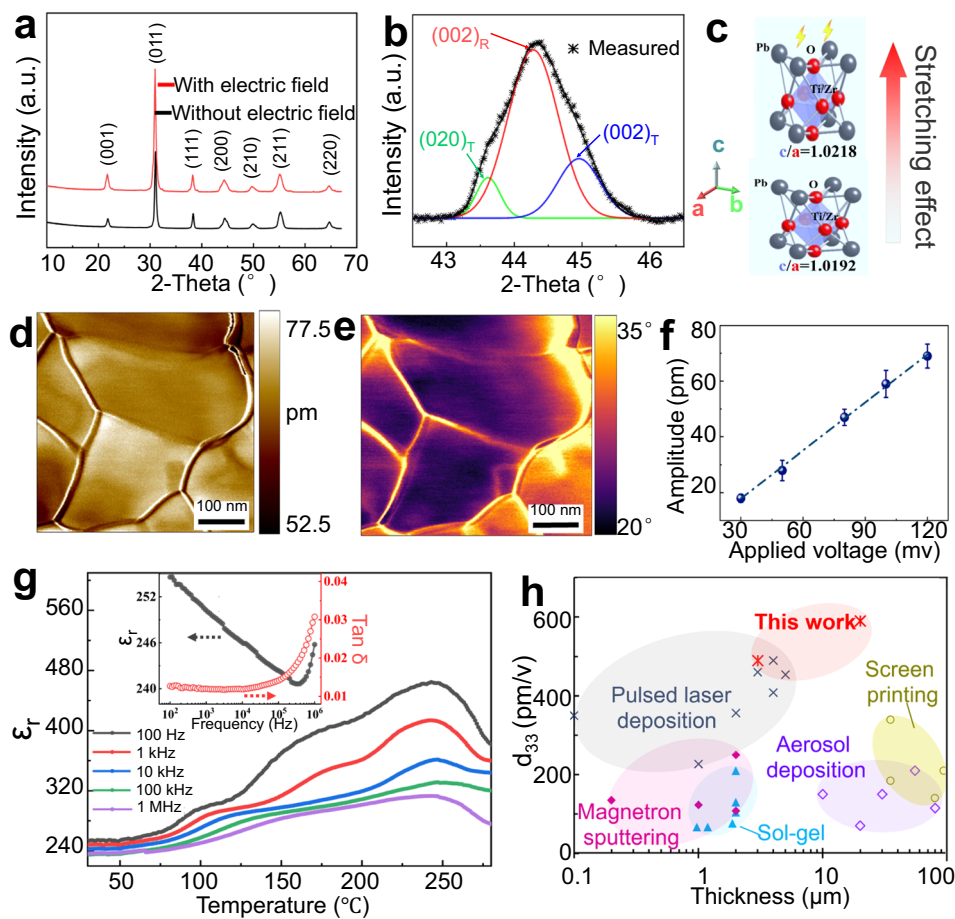 a
Intensity (a.u.)
(001)
(011)
(111)
(200)
(210)
(211)
(220)
With electric field
Without electric field
10 20 30 40 50 60 70
2-Theta (°)
b
Intensity (a.u.)
(002)R
Measured
(020)T
(002)T
43 44 45 46
2-Theta (°)
c
Pb
O
Ti/Zr
c/a=1.0218
Pb
O
Ti/Zr
c/a=1.0192
c
a
b
Stretching effect
d
77.5
pm
52.5
100 nm
e
35°
20°
100 nm
f
Amplitude (pm)
80
60
40
20
30 60 90 120
Applied voltage (mv)
g
εr
600
540
480
400
360
320
240
50 100 150 200 250
Temperature (℃)
100 Hz
1 kHz
10 kHz
100 kHz
1 MHz
εr
252
246
240
0.04
0.03
0.02
0.01
Tan δ
10² 10³ 10⁴ 10⁵ 10⁶
Frequency (Hz)
h
d33(pm/v)
600
400
200
0
0.1 1 10 100
Thickness (μm)
This work
Pulsed laser
deposition
Screen
printing
Aerosol
deposition
Magnetron
sputtering
Sol-gel